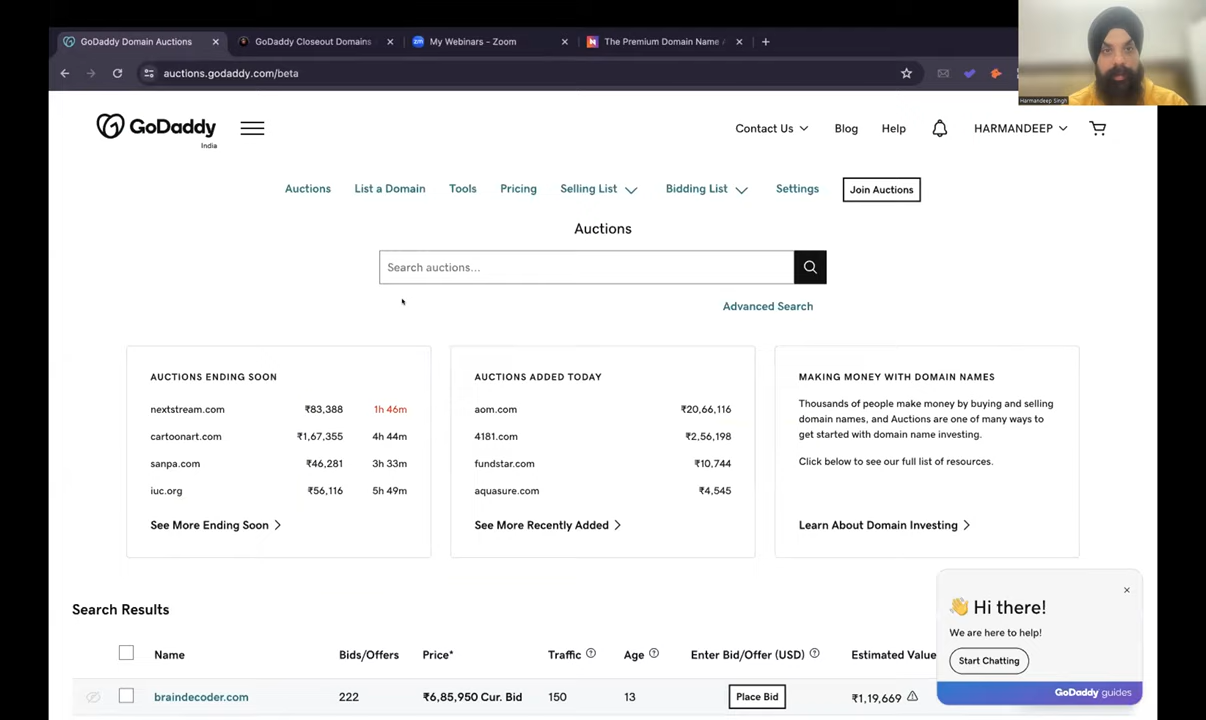 GoDaddy Domain Auctions
GoDaddy Closeout Domains
My Webinars - Zoom
The Premium Domain Name
auctions.godaddy.com/beta
Harmandeep Singh
GoDaddy
India
Contact Us Blog Help HARMANDEEP
Auctions List a Domain Tools Pricing Selling List Bidding List Settings Join Auctions
Auctions
Search auctions...
Advanced Search
AUCTIONS ENDING SOON
nextstream.com ₹83,388 1h 46m
cartoonart.com ₹1,67,355 4h 44m
sanpa.com ₹46,281 3h 33m
iuc.org ₹56,116 5h 49m
See More Ending Soon
AUCTIONS ADDED TODAY
aom.com ₹20,66,116
4181.com ₹2,56,198
fundstar.com ₹10,744
aquasure.com ₹4,545
See More Recently Added
MAKING MONEY WITH DOMAIN NAMES
Thousands of people make money by buying and selling
domain names, and Auctions are one of many ways to
get started with domain name investing.
Click below to see our full list of resources.
Learn About Domain Investing
Search Results
Name Bids/Offers Price* Traffic Age Enter Bid/Offer (USD) Estimated Value
braindecoder.com 222 ₹6,85,950 Cur. Bid 150 13 Place Bid ₹1,19,669
👋 Hi there!
We are here to help!
Start Chatting
GoDaddy guides